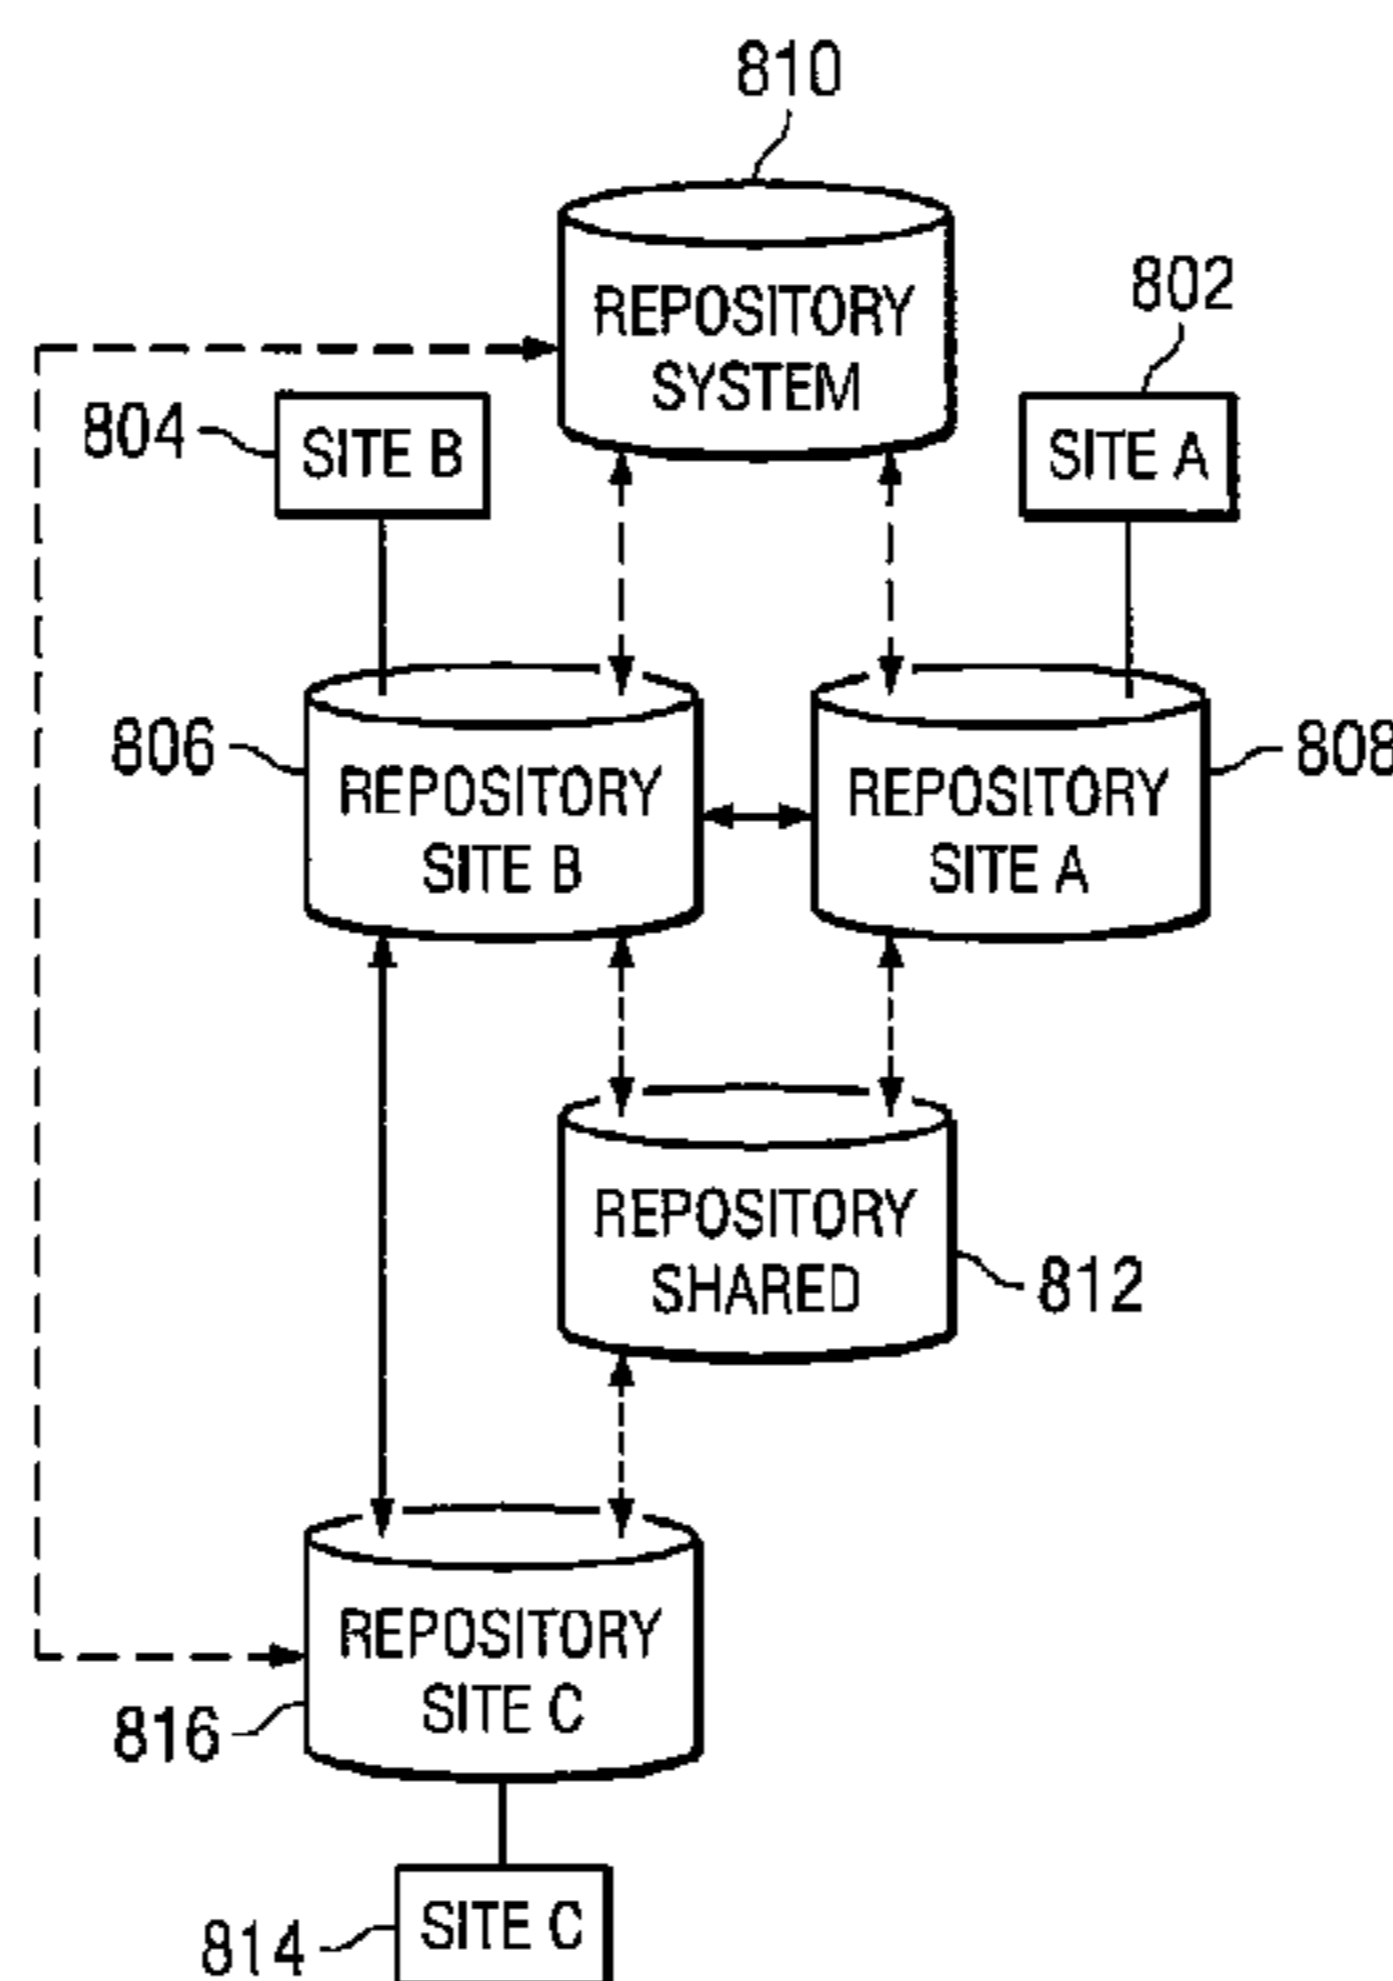 810
REPOSITORY
SYSTEM
802
804
SITE B
SITE A
806
REPOSITORY
SITE B
REPOSITORY
SITE A
808
REPOSITORY
SHARED
812
REPOSITORY
SITE C
816
814
SITE C